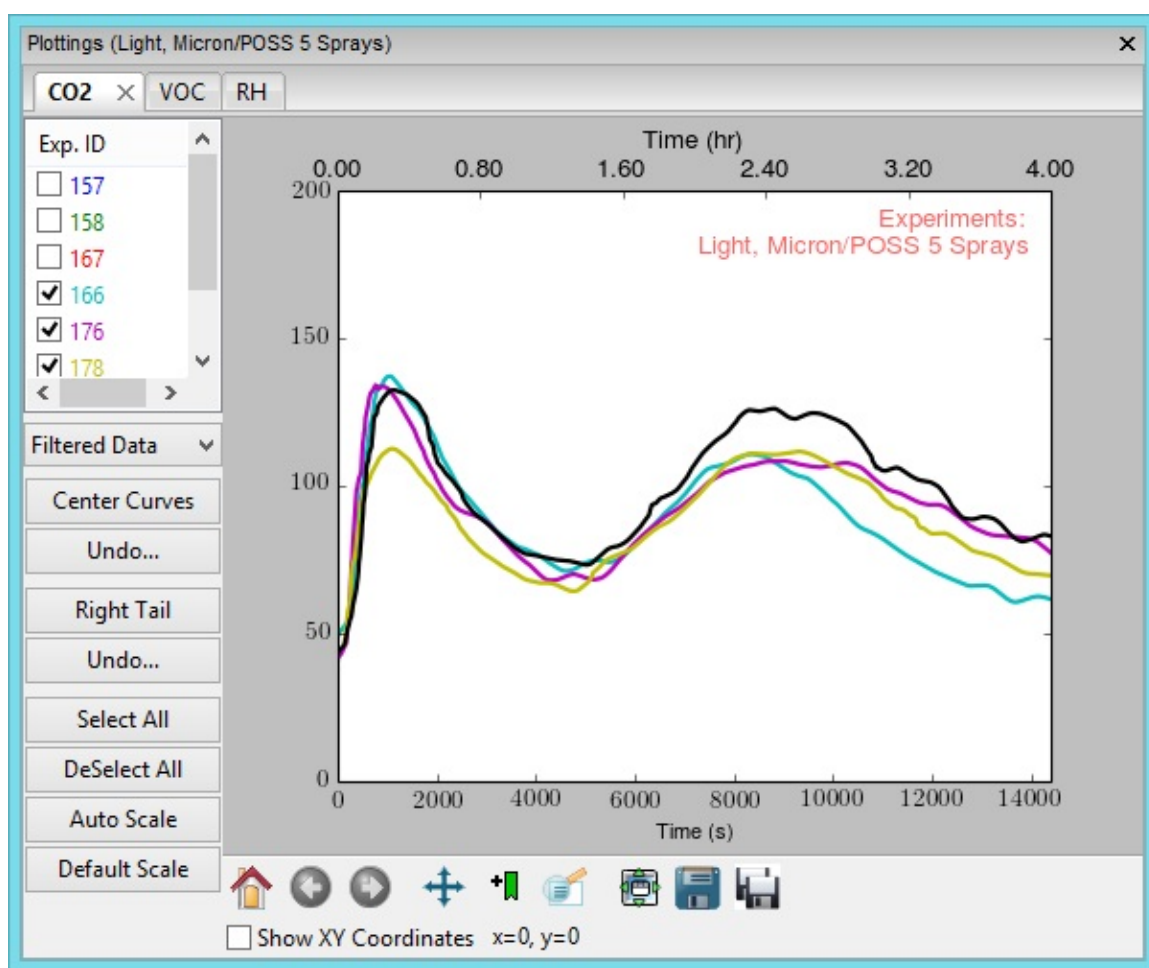 Plottings (Light, Micron/POSS 5 Sprays)
CO2 VOC RH
Exp. ID
157
158
167
166
176
178
Filtered Data
Center Curves
Undo...
Right Tail
Undo...
Select All
DeSelect All
Auto Scale
Default Scale
Time (hr)
0.00 0.80 1.60 2.40 3.20 4.00
Experiments:
Light, Micron/POSS 5 Sprays
200
150
100
50
0
0 2000 4000 6000 8000 10000 12000 14000
Time (s)
Show XY Coordinates x=0, y=0